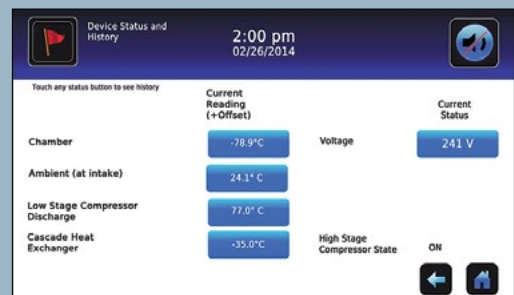 Device Status and
History
2:00 pm
02/26/2014
Touch any status button to see history
Current
Reading
(+Offset)
Current
Status
Chamber
-78.9°C
Voltage
241 V
Ambient (at intake)
24.1° C
Low Stage Compressor
Discharge
77.0° C
Cascade Heat
Exchanger
-35.0°C
High Stage
Compressor State
ON